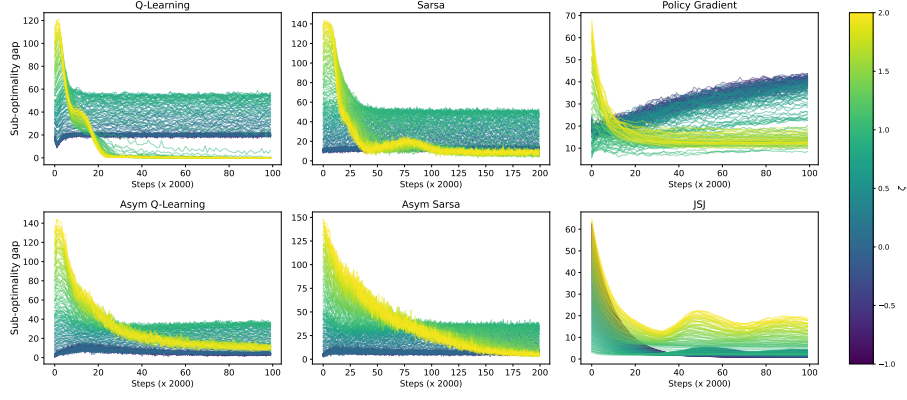 Q-Learning
Sarsa
Policy Gradient
Sub-optimality gap
120
100
80
60
40
20
0
0 20 40 60 80 100
Steps (x 2000)
140
120
100
80
60
40
20
0
0 25 50 75 100 125 150 175 200
Steps (x 2000)
70
60
50
40
30
20
10
0 20 40 60 80 100
Steps (x 2000)
Asym Q-Learning
Asym Sarsa
JSJ
Sub-optimality gap
140
120
100
80
60
40
20
0
0 20 40 60 80 100
Steps (x 2000)
150
125
100
75
50
25
0
0 25 50 75 100 125 150 175 200
Steps (x 2000)
60
50
40
30
20
10
0
0 20 40 60 80 100
Steps (x 2000)
2.0
1.5
1.0
0.5
0.0
−0.5
−1.0
ζ